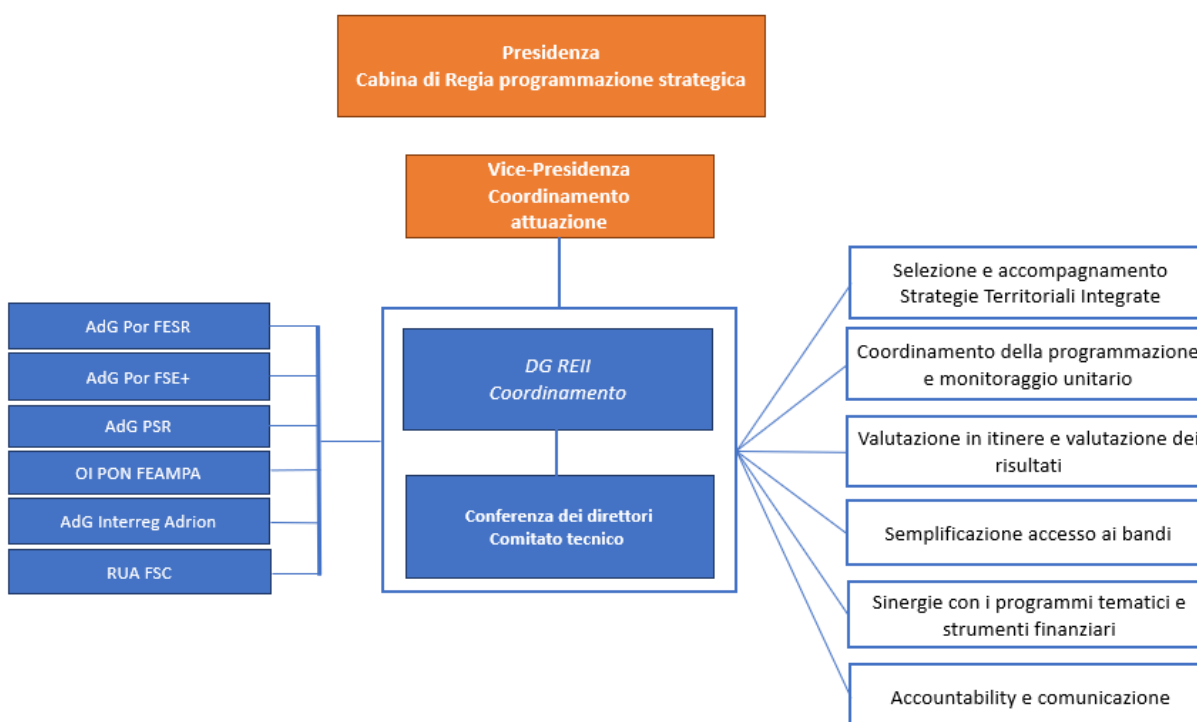 Presidenza
Cabina di Regia programmazione strategica
Vice-Presidenza
Coordinamento
attuazione
AdG Por FESR
AdG Por FSE+
AdG PSR
OI PON FEAMPA
AdG Interreg Adrion
RUA FSC
DG REII
Coordinamento
Conferenza dei direttori
Comitato tecnico
Selezione e accompagnamento
Strategie Territoriali Integrate
Coordinamento della programmazione
e monitoraggio unitario
Valutazione in itinere e valutazione dei
risultati
Semplificazione accesso ai bandi
Sinergie con i programmi tematici e
strumenti finanziari
Accountability e comunicazione